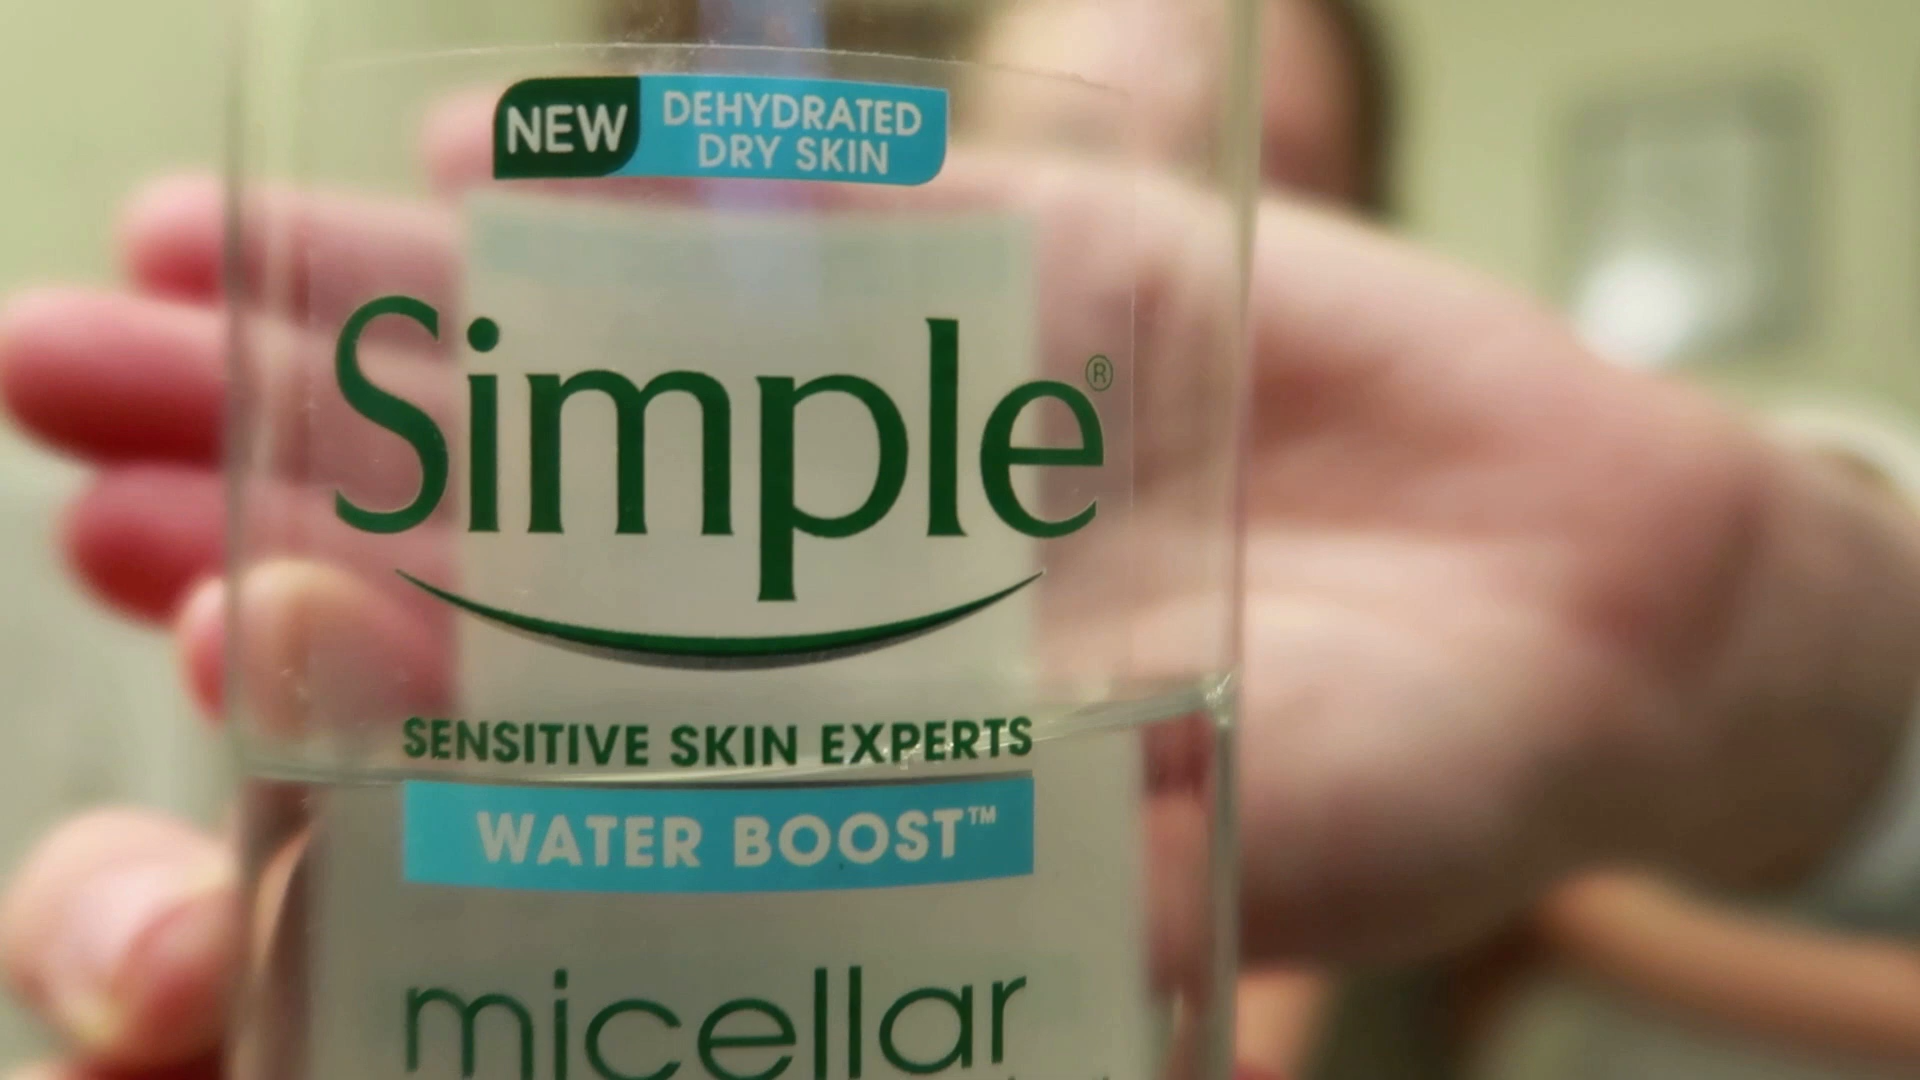 NEW
DEHYDRATED
DRY SKIN
Simple®
SENSITIVE SKIN EXPERTS
WATER BOOST™
micellar